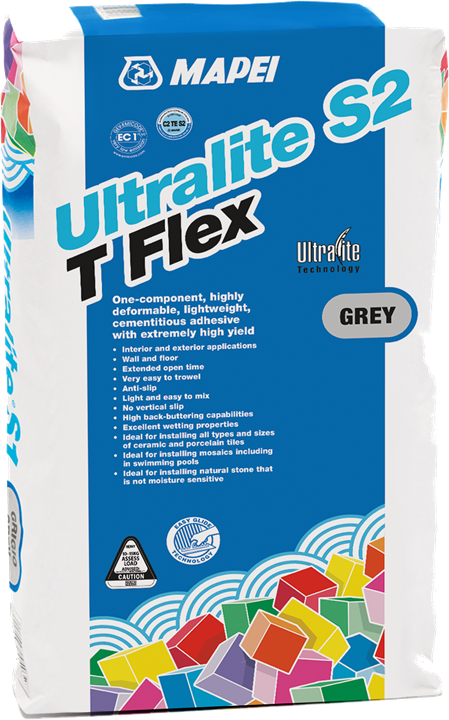 MAPEI
EC1
C2 TE S2
Ultralite S2
T Flex
Ultralite
Technology
One-component, highly
deformable, lightweight,
cementitious adhesive
with extremely high yield
GREY
• Interior and exterior applications
• Wall and floor
• Extended open time
• Very easy to trowel
• Anti-slip
• Light and easy to mix
• No vertical slip
• High back-buttering capabilities
• Excellent wetting properties
• Ideal for installing all types and sizes
of ceramic and porcelain tiles
• Ideal for installing mosaics including
in swimming pools
• Ideal for installing natural stone that
is not moisture sensitive
EASY GLIDE
TECHNOLOGY
HEAVY
ASSESS
LOAD
CAUTION
Ultralite S1
GRIGIO